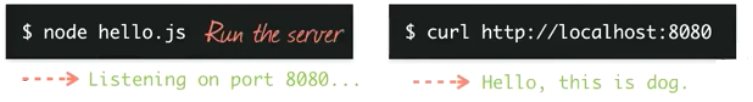 $ node hello.js Run the server
Listening on port 8080...
$ curl http://localhost:8080
Hello, this is dog.